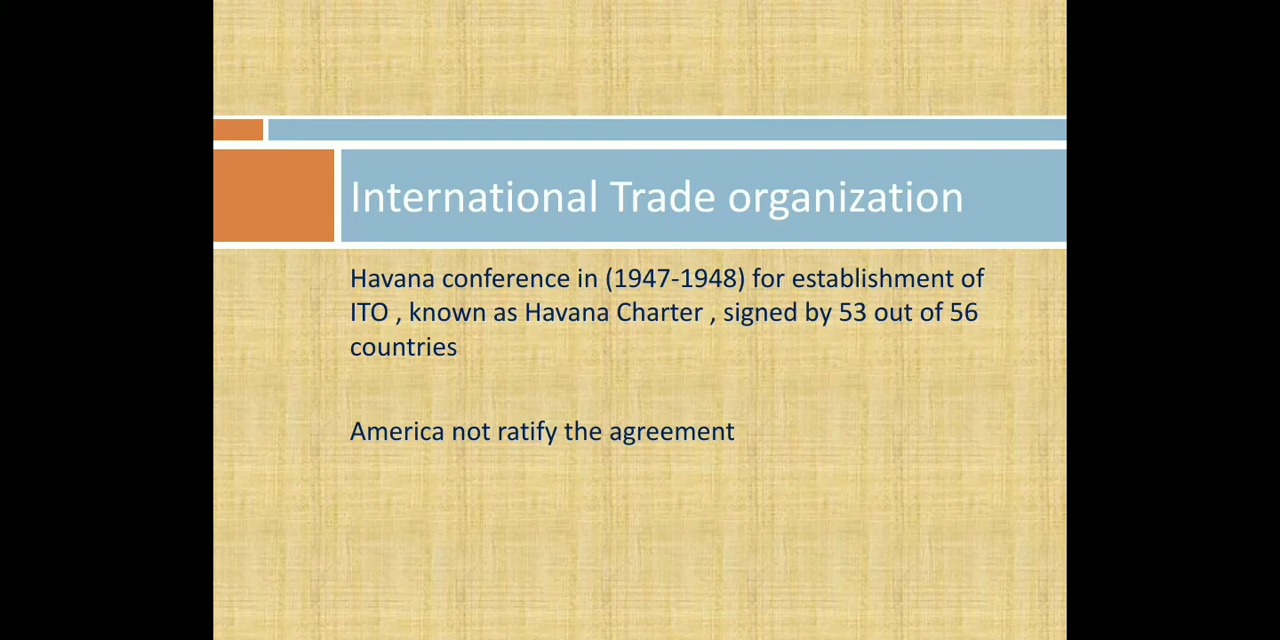 International Trade organization
Havana conference in (1947-1948) for establishment of
ITO , known as Havana Charter , signed by 53 out of 56
countries
America not ratify the agreement